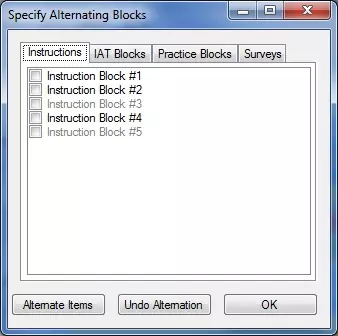 Specify Alternating Blocks
Instructions IAT Blocks Practice Blocks Surveys
Instruction Block #1
Instruction Block #2
Instruction Block #3
Instruction Block #4
Instruction Block #5
Alternate Items Undo Alternation OK